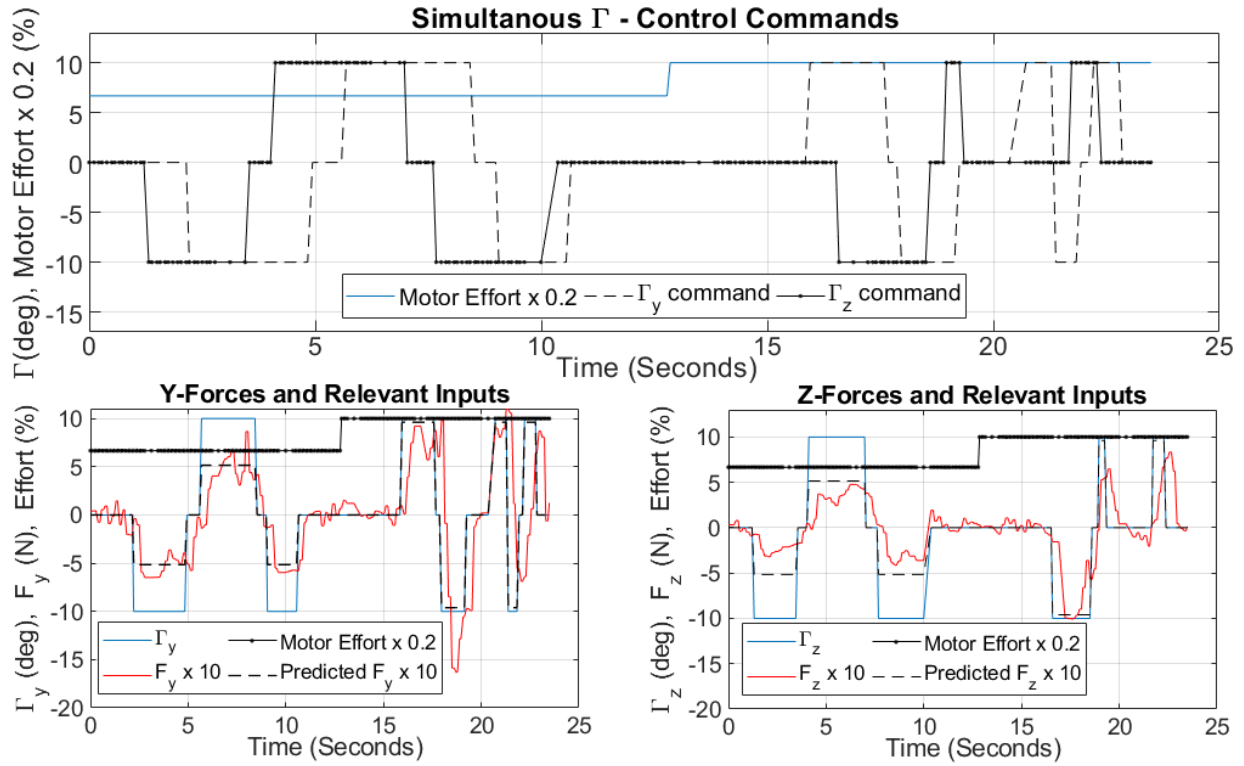 Simultanous Γ - Control Commands
Γ(deg), Motor Effort x 0.2 (%)
10
5
0
-5
-10
-15
Motor Effort x 0.2 Γy command Γz command
0 5 10 15 20 25
Time (Seconds)
Y-Forces and Relevant Inputs
Γy (deg), Fy (N), Effort (%)
10
5
0
-5
-10
-15
-20
Γy Motor Effort x 0.2
Fy x 10 Predicted Fy x 10
0 5 10 15 20 25
Time (Seconds)
Z-Forces and Relevant Inputs
Γz (deg), Fz (N), Effort (%)
10
5
0
-5
-10
-15
-20
Γz Motor Effort x 0.2
Fz x 10 Predicted Fz x 10
0 5 10 15 20 25
Time (Seconds)